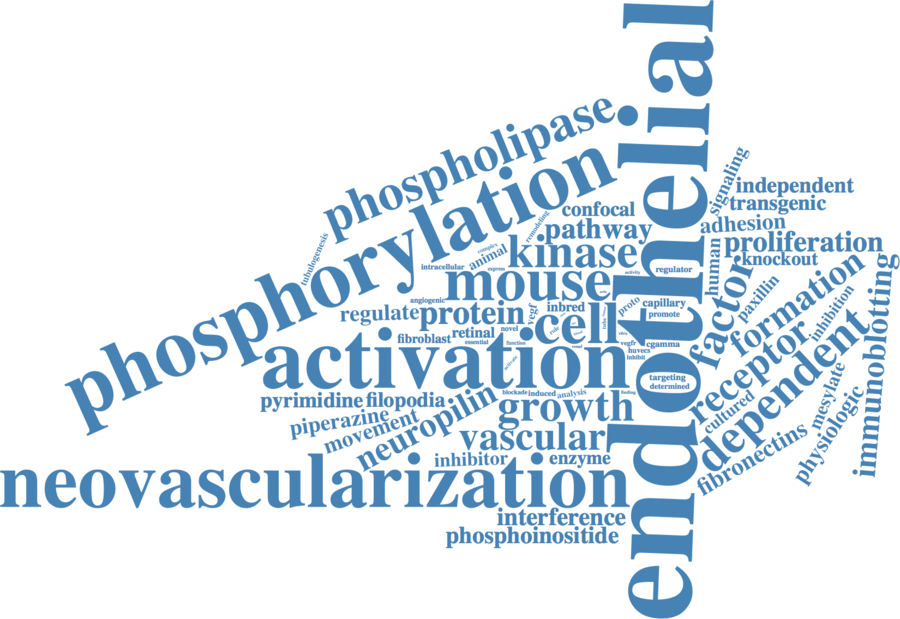 endothelial
phospholipase
phosphorylation
tubulogenesis
signaling
independent
transgenic
confocal
adhesion
pathway
remodeling
complex
animal
kinase
human
proliferation
intracellular
express
activity
regulator
knockout
mouse
factor
angiogenic
regulate
protein
vegf
inbred
proto
capillary
promote
paxillin
formation
immunoblotting
cell
novel
retinal
fibroblast
essential
function
role
vegfr
cgamma
huvecs
inhibit
inhibition
activation
activate
receptor
dependent
targeting
determined
pyrimidine
filopodia
blockade
induced
analysis
piperazine
movement
neuropilin
growth
cultured
mesylate
physiologic
vascular
inhibitor
enzyme
fibronectins
neovascularization
interference
phosphoinositide